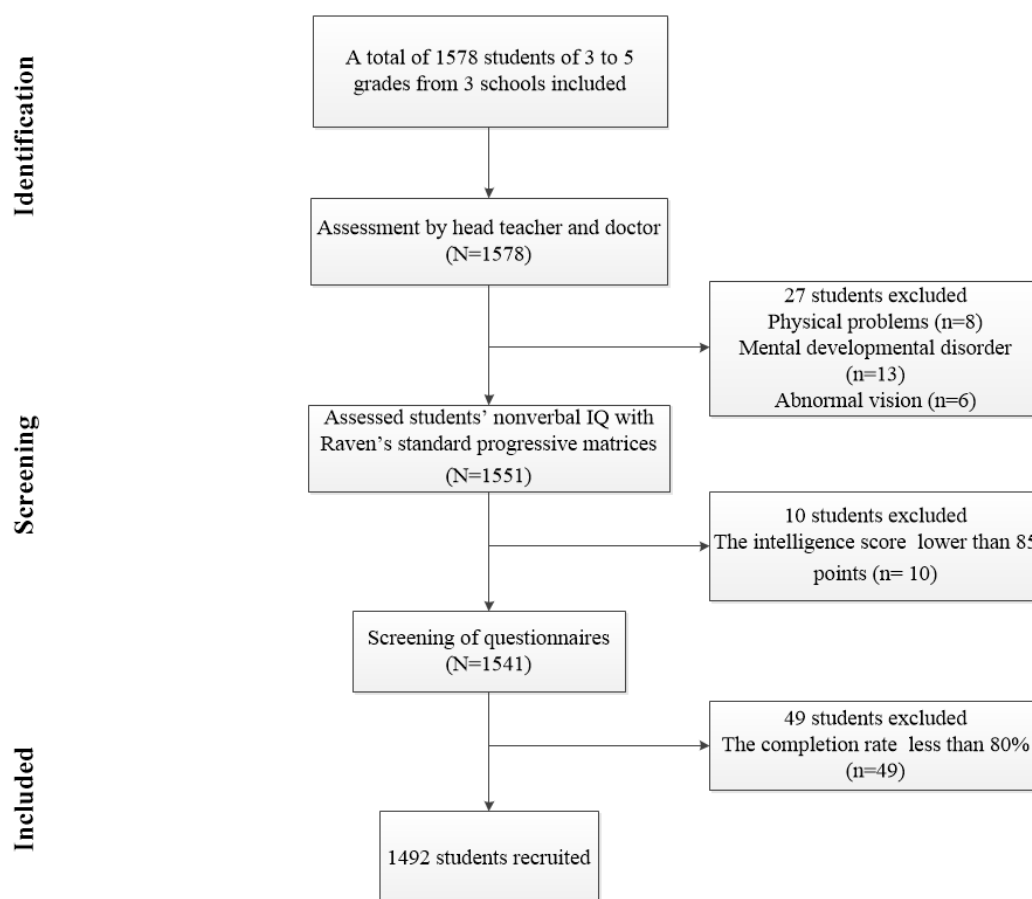 Identification
A total of 1578 students of 3 to 5
grades from 3 schools included
Assessment by head teacher and doctor
(N=1578)
27 students excluded
Physical problems (n=8)
Mental developmental disorder
(n=13)
Abnormal vision (n=6)
Screening
Assessed students’ nonverbal IQ with
Raven’s standard progressive matrices
(N=1551)
10 students excluded
The intelligence score lower than 85
points (n= 10)
Screening of questionnaires
(N=1541)
49 students excluded
The completion rate less than 80%
(n=49)
Included
1492 students recruited